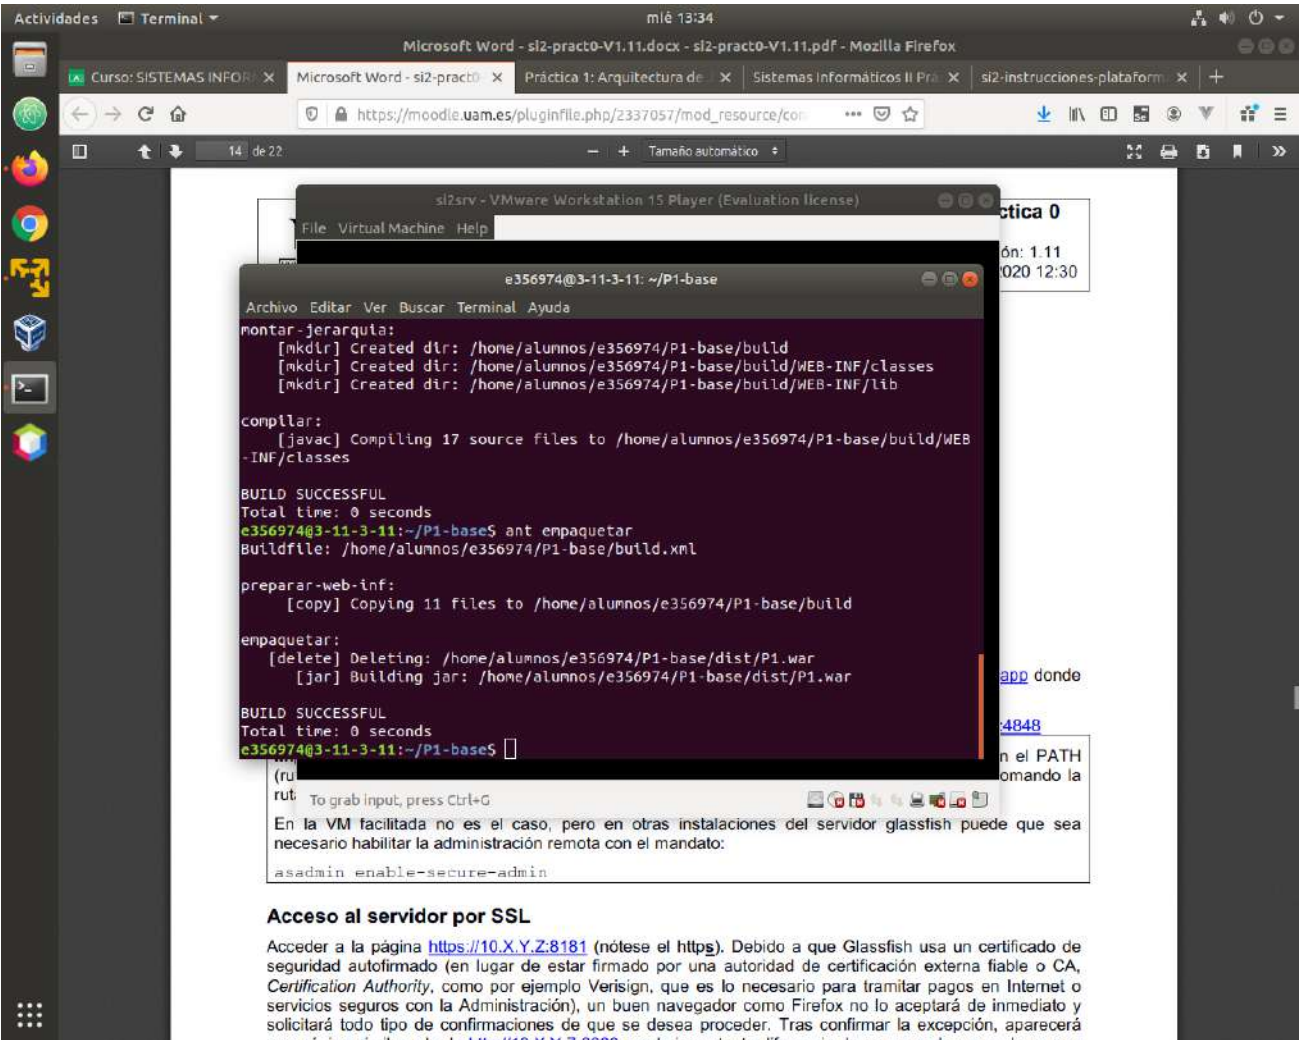 Actividades Terminal mié 13:34
Microsoft Word - si2-pract0-V1.11.docx - si2-pract0-V1.11.pdf - Mozilla Firefox
Curso: SISTEMAS INFOR Microsoft Word - si2-pract0- Práctica 1: Arquitectura de Sistemas Informáticos II Prá si2-instrucciones-plataform
https://moodle.uam.es/pluginfile.php/2337057/mod_resource/con
14 de 22 Tamaño automático
si2srv - VMware Workstation 15 Player (Evaluation license)
File Virtual Machine Help
ctica 0
ón: 1.11
2020 12:30
e356974@3-11-3-11: ~/P1-base
Archivo Editar Ver Buscar Terminal Ayuda
montar-jerarquia:
[mkdir] Created dir: /home/alumnos/e356974/P1-base/build
[mkdir] Created dir: /home/alumnos/e356974/P1-base/build/WEB-INF/classes
[mkdir] Created dir: /home/alumnos/e356974/P1-base/build/WEB-INF/lib
compilar:
[javac] Compiling 17 source files to /home/alumnos/e356974/P1-base/build/WEB
-INF/classes
BUILD SUCCESSFUL
Total time: 0 seconds
e356974@3-11-3-11:~/P1-base$ ant empaquetar
Buildfile: /home/alumnos/e356974/P1-base/build.xml
preparar-web-inf:
[copy] Copying 11 files to /home/alumnos/e356974/P1-base/build
empaquetar:
[delete] Deleting: /home/alumnos/e356974/P1-base/dist/P1.war
[jar] Building jar: /home/alumnos/e356974/P1-base/dist/P1.war
BUILD SUCCESSFUL
Total time: 0 seconds
e356974@3-11-3-11:~/P1-base$
app donde
:4848
n el PATH
(ru omando la
rut
To grab input, press Ctrl+G
En la VM facilitada no es el caso, pero en otras instalaciones del servidor glassfish puede que sea
necesario habilitar la administración remota con el mandato:
asadmin enable-secure-admin
Acceso al servidor por SSL
Acceder a la página https://10.X.Y.Z:8181 (nótese el https). Debido a que Glassfish usa un certificado de
seguridad autofirmado (en lugar de estar firmado por una autoridad de certificación externa fiable o CA,
Certification Authority, como por ejemplo Verisign, que es lo necesario para tramitar pagos en Internet o
servicios seguros con la Administración), un buen navegador como Firefox no lo aceptará de inmediato y
solicitará todo tipo de confirmaciones de que se desea proceder. Tras confirmar la excepción, aparecerá